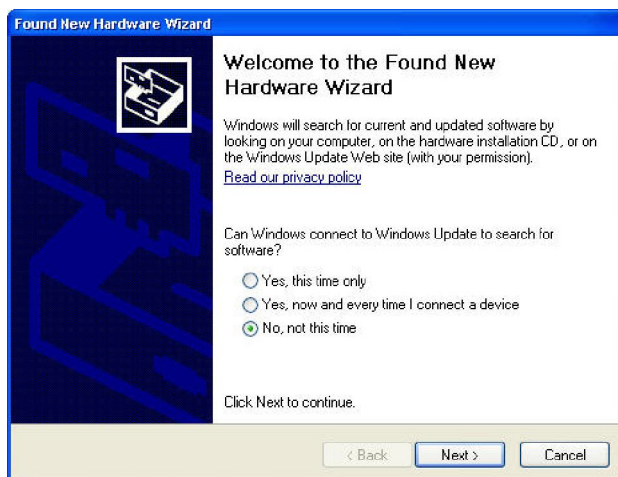 Found New Hardware Wizard
Welcome to the Found New
Hardware Wizard
Windows will search for current and updated software by
looking on your computer, on the hardware installation CD, or on
the Windows Update Web site (with your permission).
Read our privacy policy
Can Windows connect to Windows Update to search for
software?
Yes, this time only
Yes, now and every time I connect a device
No, not this time
Click Next to continue.
< Back Next > Cancel